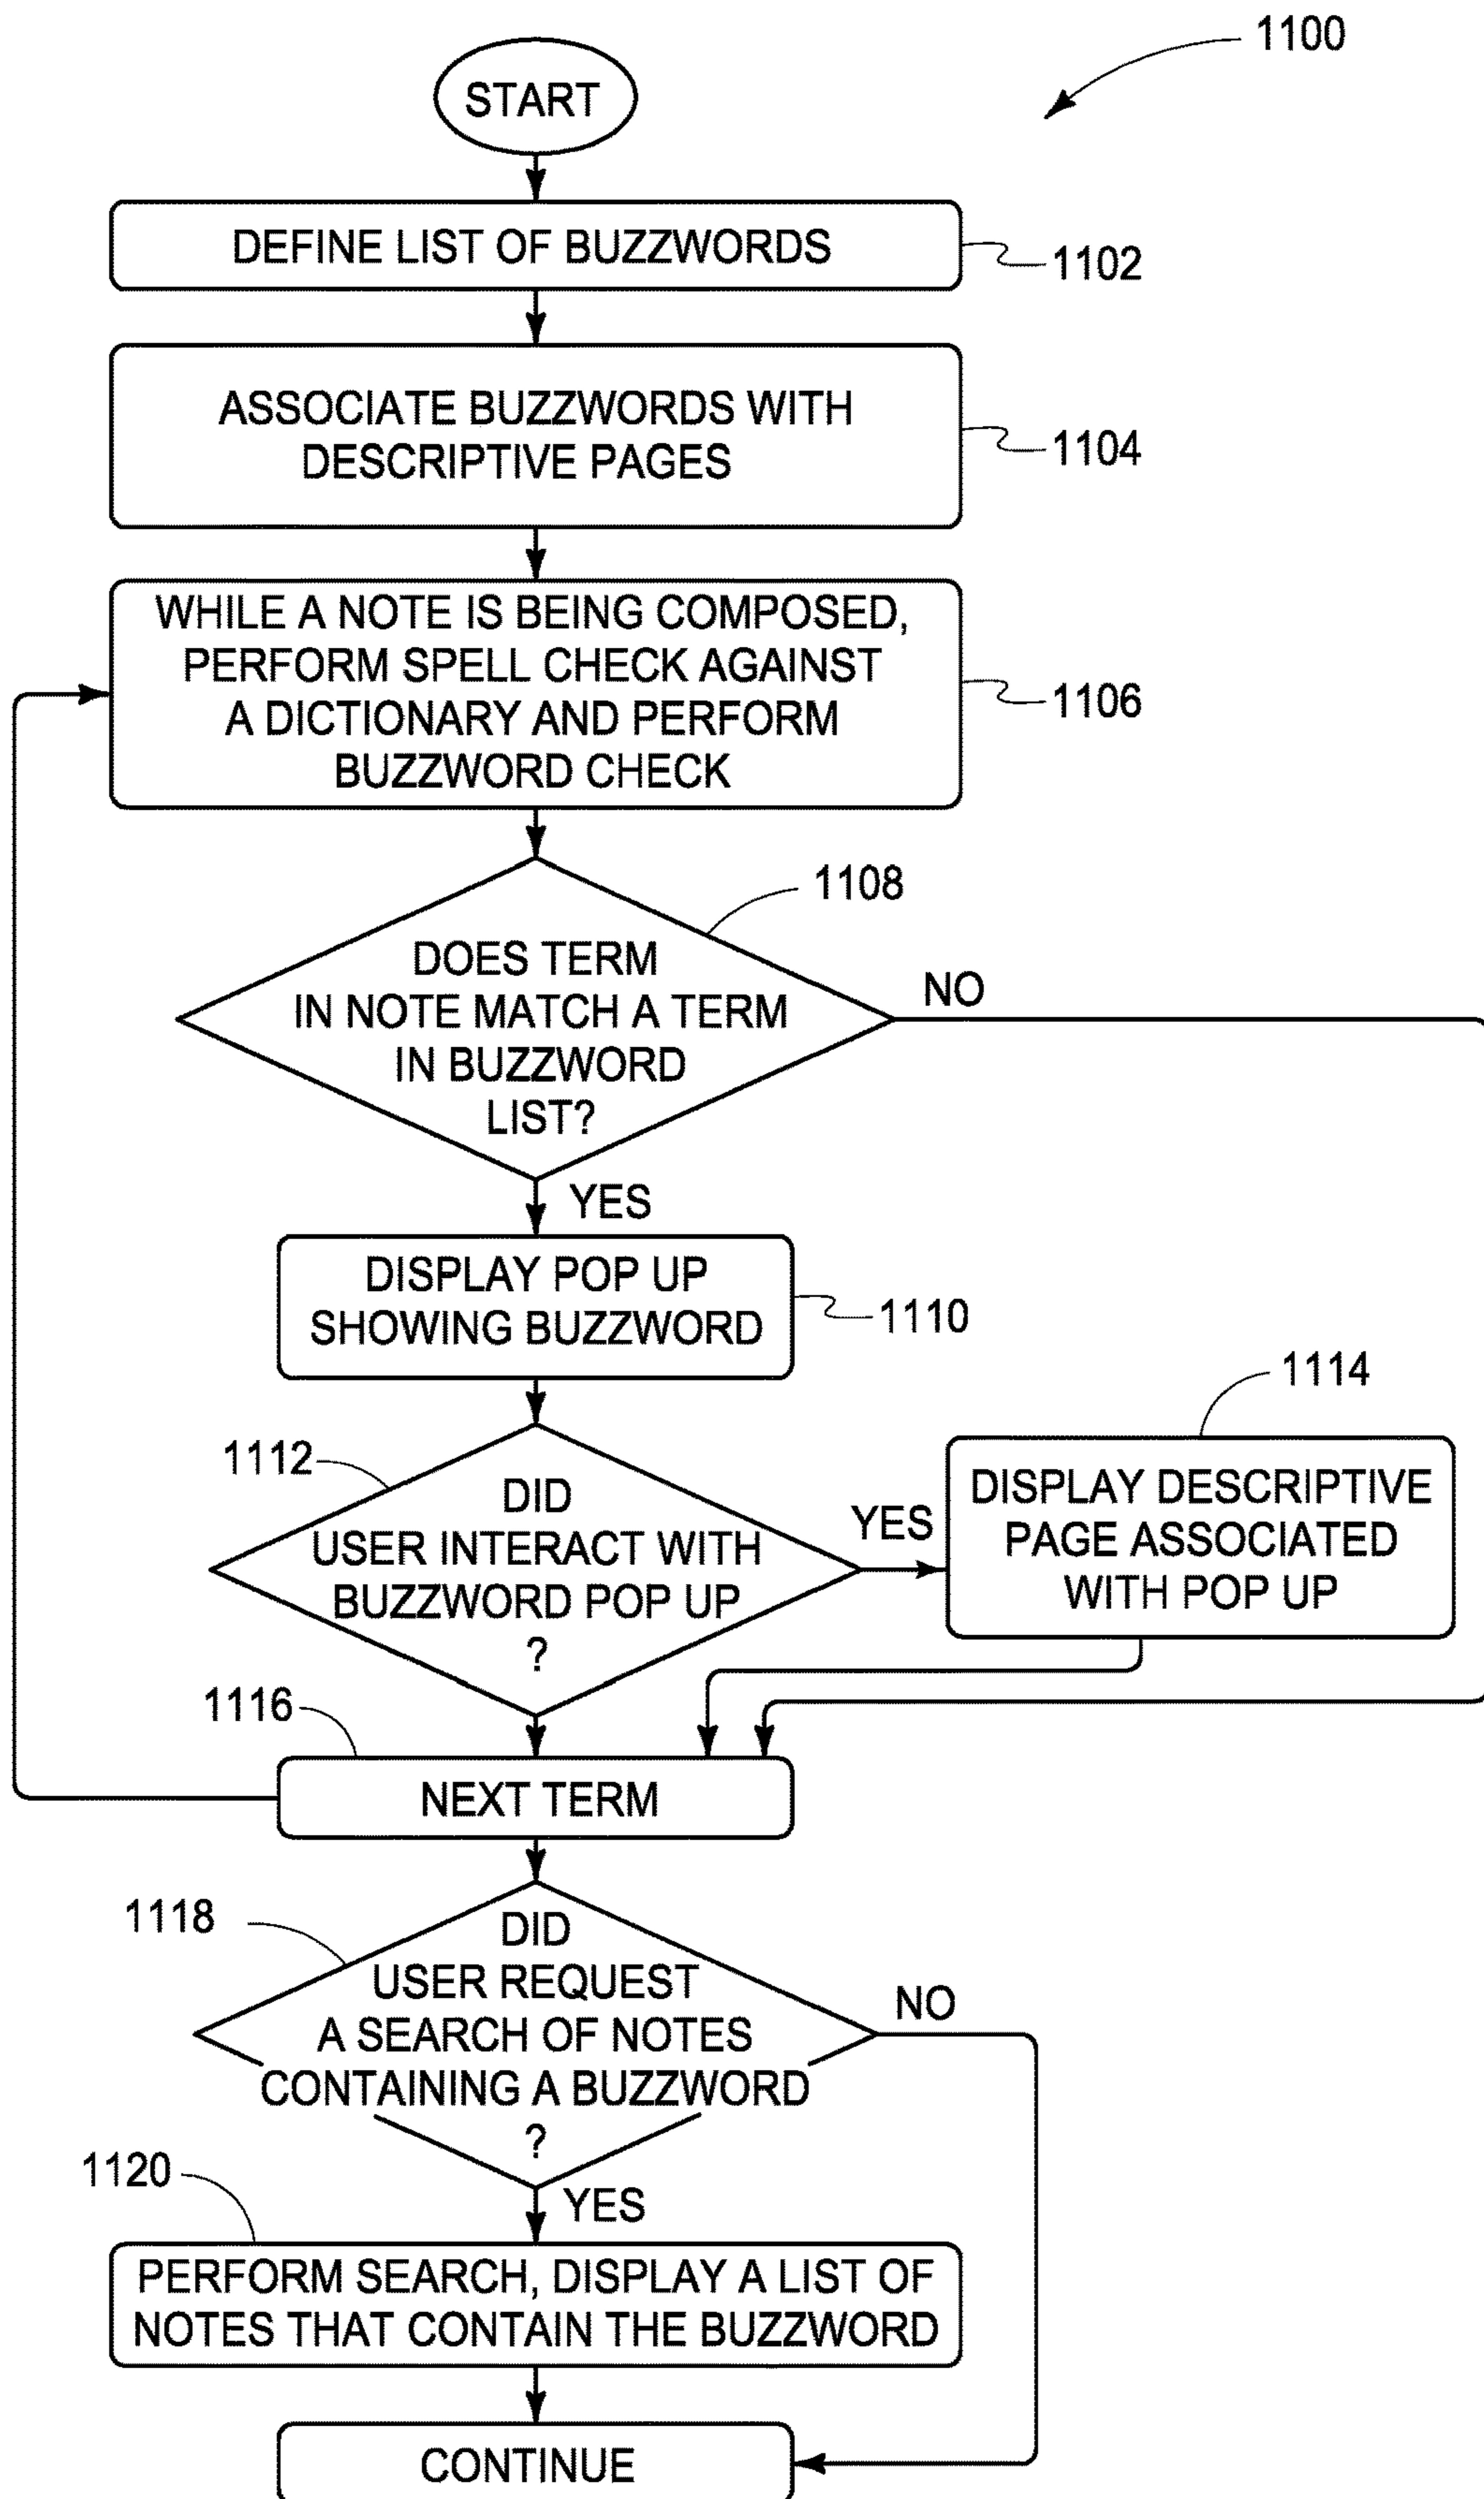 1100
START
DEFINE LIST OF BUZZWORDS
1102
ASSOCIATE BUZZWORDS WITH
DESCRIPTIVE PAGES
1104
WHILE A NOTE IS BEING COMPOSED,
PERFORM SPELL CHECK AGAINST
A DICTIONARY AND PERFORM
BUZZWORD CHECK
1106
1108
DOES TERM
IN NOTE MATCH A TERM
IN BUZZWORD
LIST?
NO
YES
DISPLAY POP UP
SHOWING BUZZWORD
1110
1112
DID
USER INTERACT WITH
BUZZWORD POP UP
?
YES
1114
DISPLAY DESCRIPTIVE
PAGE ASSOCIATED
WITH POP UP
1116
NEXT TERM
1118
DID
USER REQUEST
A SEARCH OF NOTES
CONTAINING A BUZZWORD
?
NO
YES
1120
PERFORM SEARCH, DISPLAY A LIST OF
NOTES THAT CONTAIN THE BUZZWORD
CONTINUE